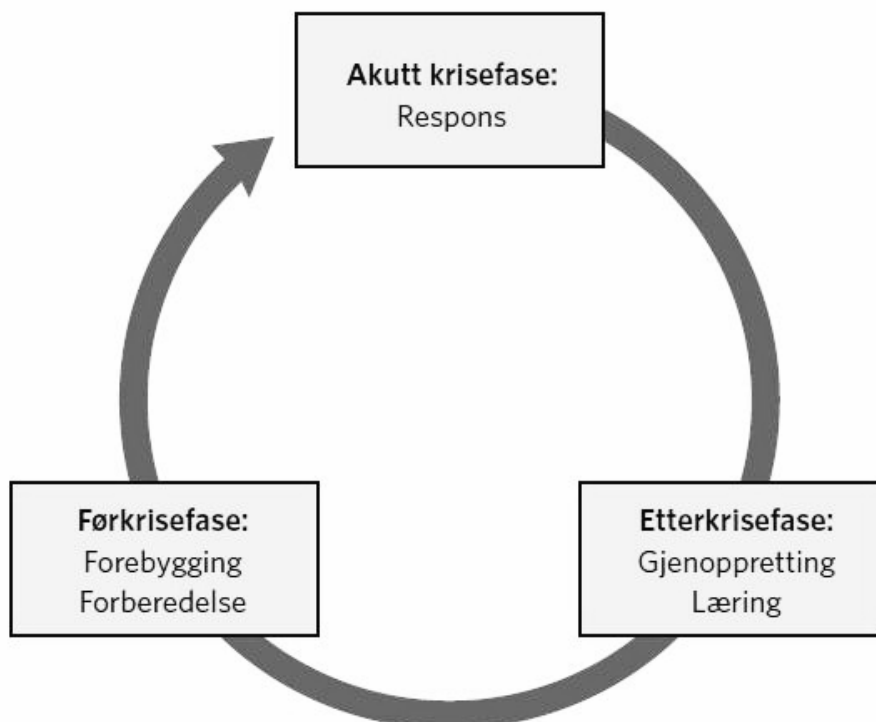 Akutt krisefase:
Respons
Førkrisefase:
Forebygging
Forberedelse
Etterkrisefase:
Gjenoppretting
Læring